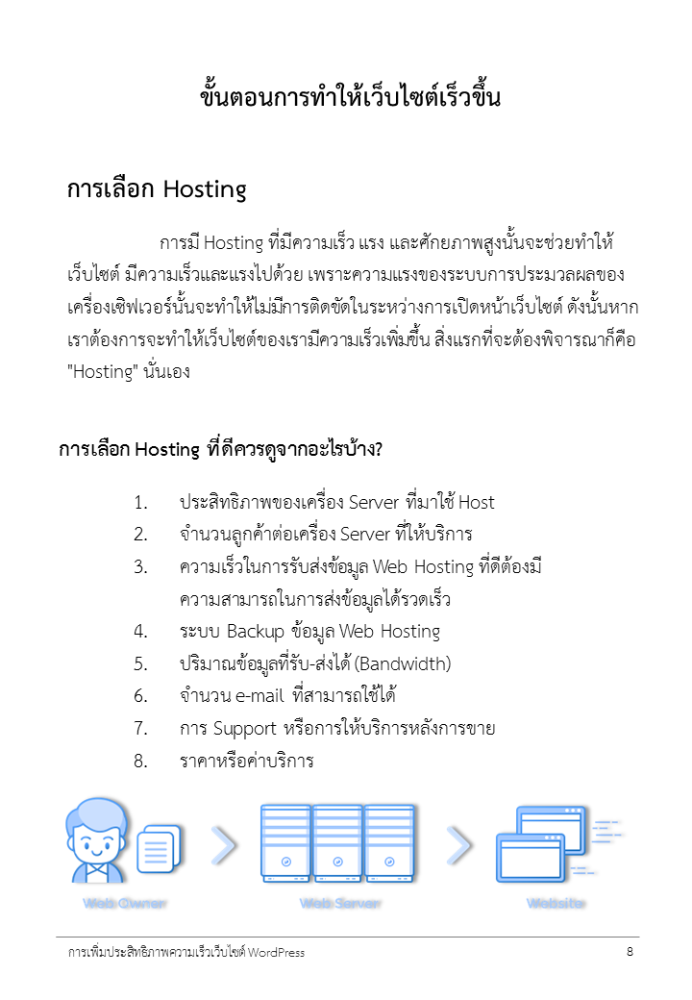 ขั้นตอนการทำให้เว็บไซต์เร็วขึ้น
การเลือก Hosting
การมี Hosting ที่มีความเร็ว แรง และศักยภาพสูงนั้นจะช่วยทำให้
เว็บไซต์ มีความเร็วและแรงไปด้วย เพราะความแรงของระบบการประมวลผลของ
เครื่องเซิฟเวอร์นั้นจะทำให้ไม่มีการติดขัดในระหว่างการเปิดหน้าเว็บไซต์ ดังนั้นหาก
เราต้องการจะทำให้เว็บไซต์ของเรามีความเร็วเพิ่มขึ้น สิ่งแรกที่จะต้องพิจารณาก็คือ
"Hosting" นั่นเอง
การเลือก Hosting ที่ดีควรดูจากอะไรบ้าง?
1. ประสิทธิภาพของเครื่อง Server ที่มาใช้ Host
2. จำนวนลูกค้าต่อเครื่อง Server ที่ให้บริการ
3. ความเร็วในการรับส่งข้อมูล Web Hosting ที่ดีต้องมี
ความสามารถในการส่งข้อมูลได้รวดเร็ว
4. ระบบ Backup ข้อมูล Web Hosting
5. ปริมาณข้อมูลที่รับ-ส่งได้ (Bandwidth)
6. จำนวน e-mail ที่สามารถใช้ได้
7. การ Support หรือการให้บริการหลังการขาย
8. ราคาหรือค่าบริการ
Web Owner Web Server Website
การเพิ่มประสิทธิภาพความเร็วเว็บไซต์ WordPress 8